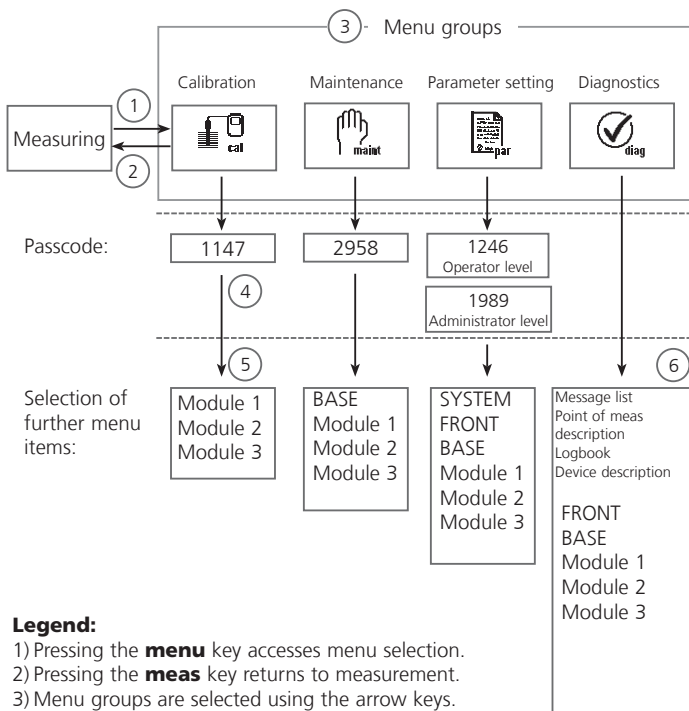 3 Menu groups
Calibration Maintenance Parameter setting Diagnostics
1
Measuring
cal maint par diag
2
Passcode: 1147 2958 1246
Operator level
4
1989
Administrator level
5 6
Selection of
further menu
items:
Module 1
Module 2
Module 3
BASE
Module 1
Module 2
Module 3
SYSTEM
FRONT
BASE
Module 1
Module 2
Module 3
Message list
Point of meas
description
Logbook
Device description
FRONT
BASE
Module 1
Module 2
Module 3
Legend:
1) Pressing the menu key accesses menu selection.
2) Pressing the meas key returns to measurement.
3) Menu groups are selected using the arrow keys.